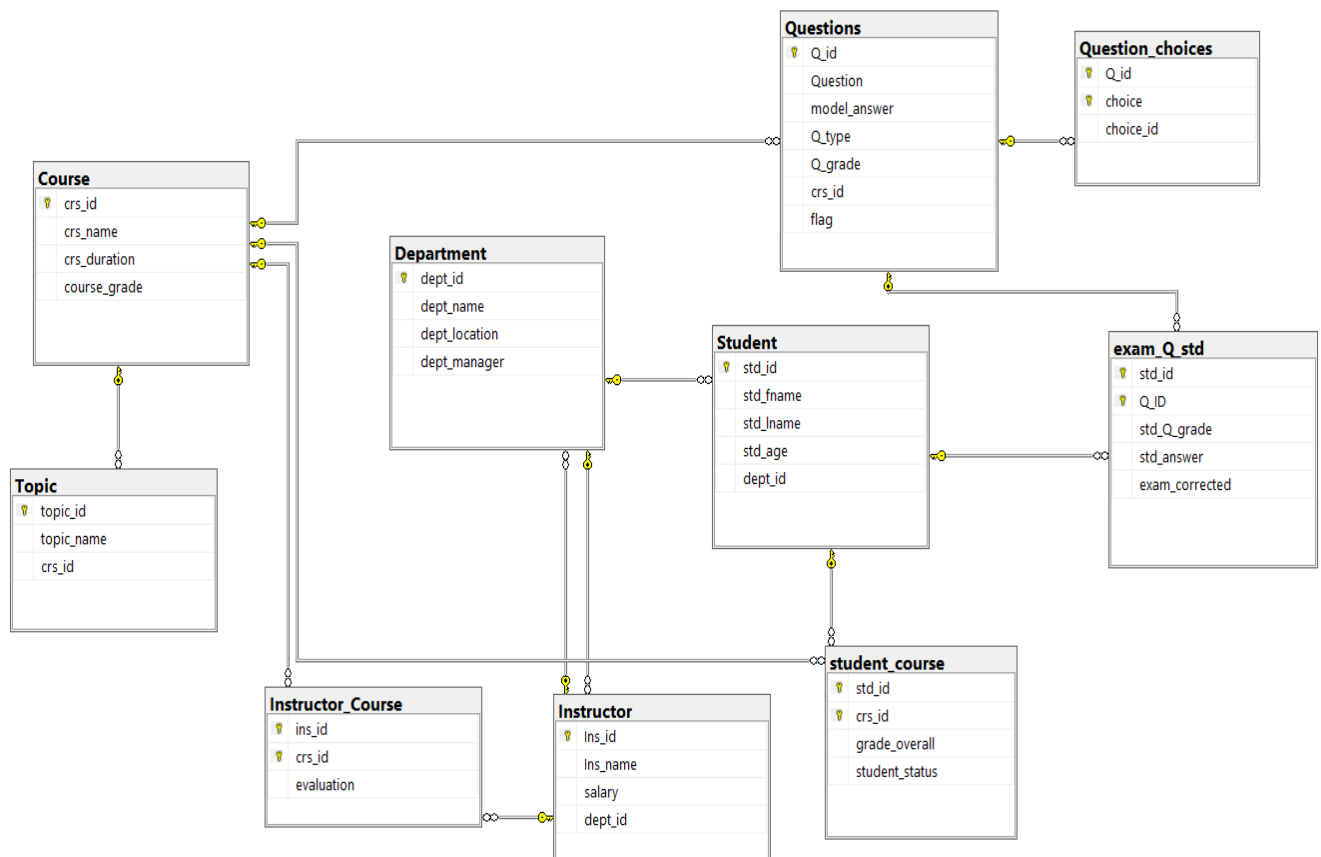 Questions
Q_id
Question
model_answer
Q_type
Q_grade
crs_id
flag
Question_choices
Q_id
choice
choice_id
Course
crs_id
crs_name
crs_duration
course_grade
Department
dept_id
dept_name
dept_location
dept_manager
Student
std_id
std_fname
std_lname
std_age
dept_id
exam_Q_std
std_id
Q_ID
std_Q_grade
std_answer
exam_corrected
Topic
topic_id
topic_name
crs_id
Instructor_Course
ins_id
crs_id
evaluation
Instructor
Ins_id
Ins_name
salary
dept_id
student_course
std_id
crs_id
grade_overall
student_status